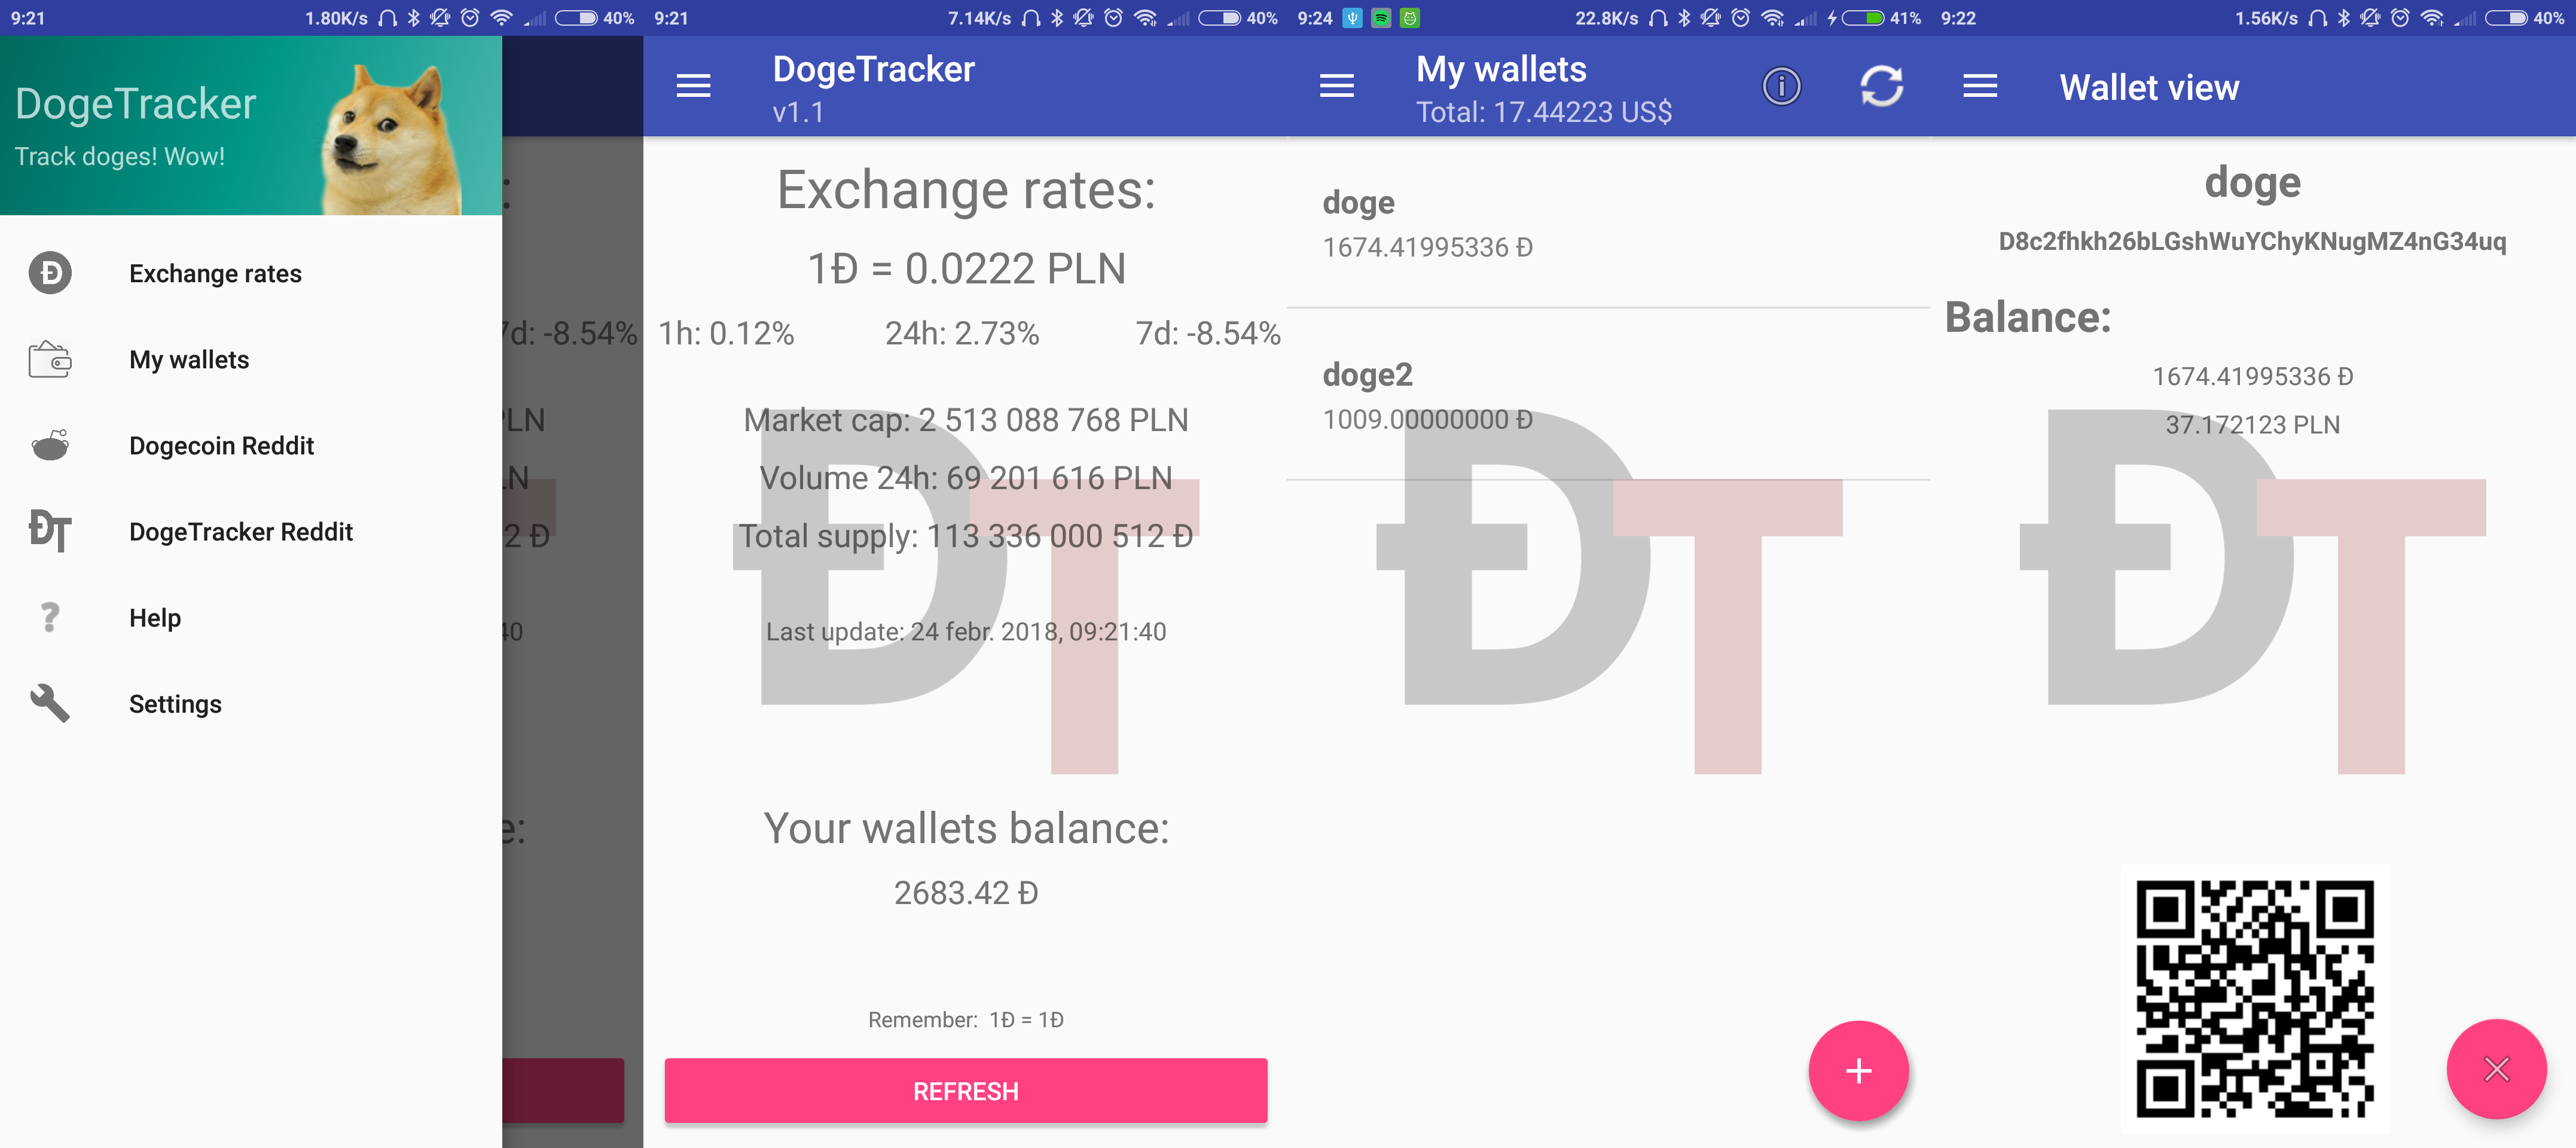 9:21 1.80K/s 40%
DogeTracker
Track doges! Wow!
Exchange rates
My wallets
Dogecoin Reddit
ĐT DogeTracker Reddit
? Help
Settings
:
7d: -8.54%
PLN
LN
2 Đ
40
e:
9:21 7.14K/s 40%
DogeTracker
v1.1
Exchange rates:
1Đ = 0.0222 PLN
1h: 0.12% 24h: 2.73% 7d: -8.54%
Market cap: 2 513 088 768 PLN
Volume 24h: 69 201 616 PLN
Total supply: 113 336 000 512 Đ
Last update: 24 febr. 2018, 09:21:40
ĐT
Your wallets balance:
2683.42 Đ
Remember: 1Đ = 1Đ
REFRESH
9:24 22.8K/s 41%
My wallets
Total: 17.44223 US$
doge
1674.41995336 Đ
doge2
1009.00000000 Đ
ĐT
+
9:22 1.56K/s 40%
Wallet view
doge
D8c2fhkh26bLGshWuYChyKNugMZ4nG34uq
Balance:
1674.41995336 Đ
37.172123 PLN
ĐT